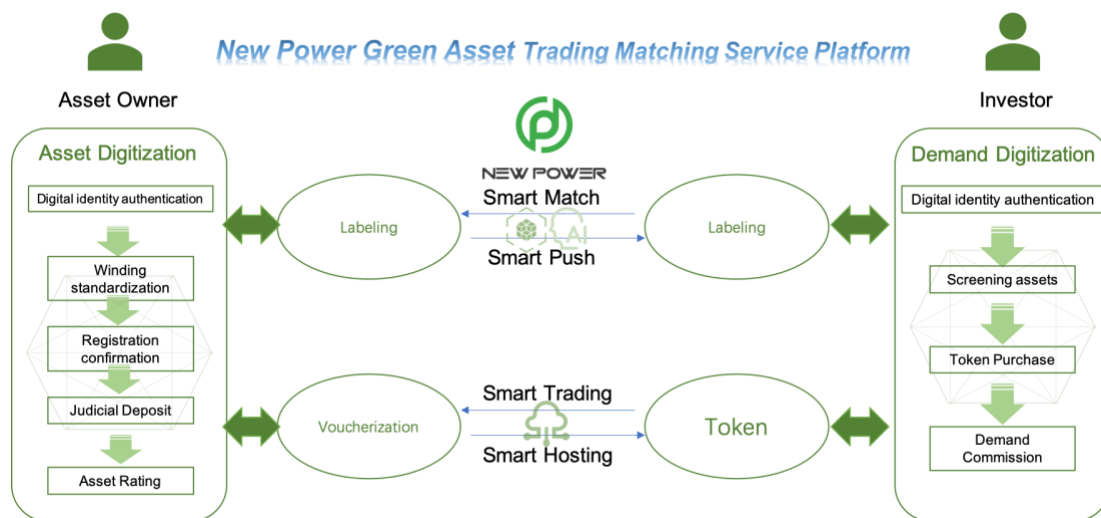 New Power Green Asset Trading Matching Service Platform
Asset Owner
Investor
Asset Digitization
Digital identity authentication
Winding
standardization
Registration
confirmation
Judicial Deposit
Asset Rating
NEW POWER
Smart Match
AI
Smart Push
Labeling
Labeling
Smart Trading
Smart Hosting
Voucherization
Token
Demand Digitization
Digital identity authentication
Screening assets
Token Purchase
Demand
Commission